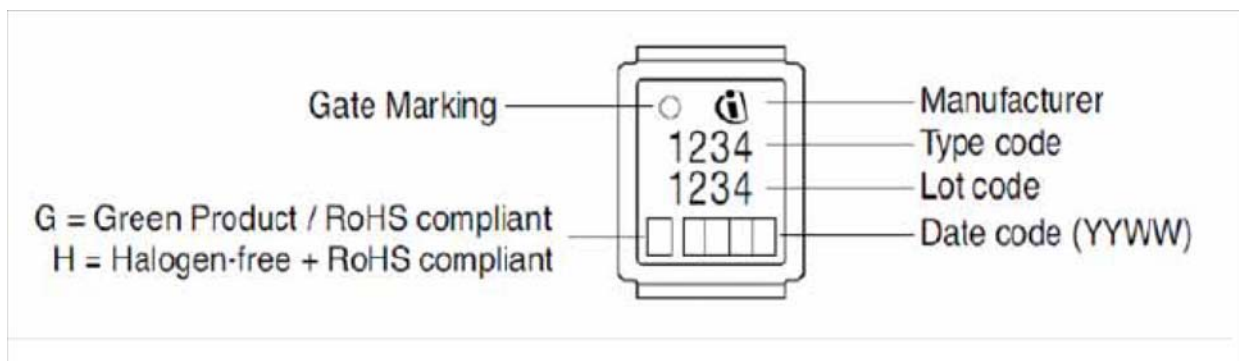 Gate Marking
Manufacturer
1234
Type code
1234
Lot code
G = Green Product / RoHS compliant
H = Halogen-free + RoHS compliant
Date code (YYWW)